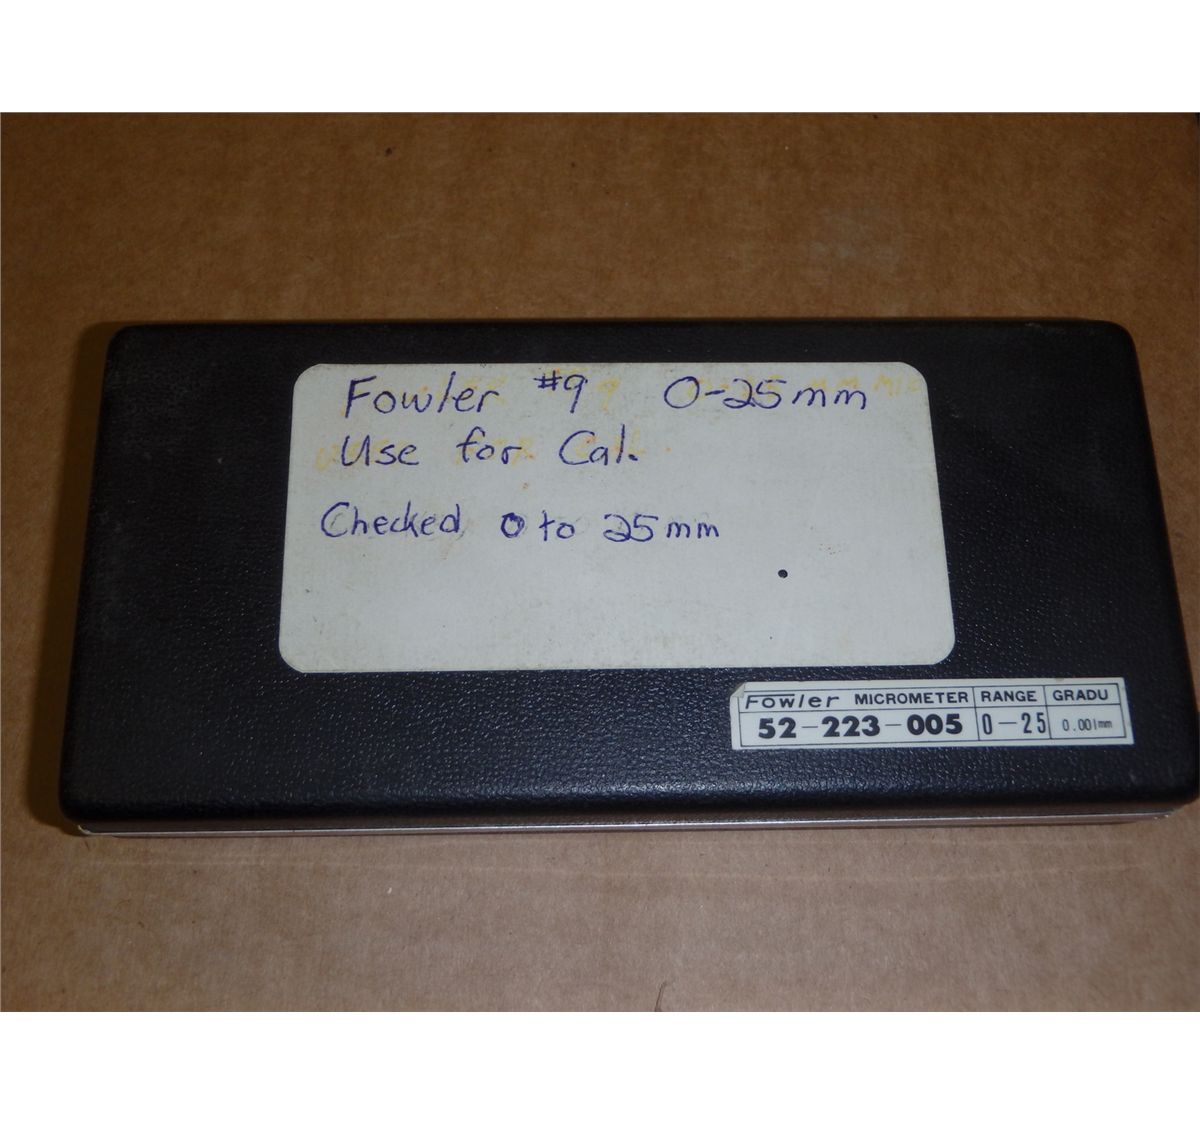 Fowler #9 0-25mm
Use for Cal.
Checked 0 to 25mm
Fowler MICROMETER RANGE GRADU
52-223-005 0-25 0.001mm